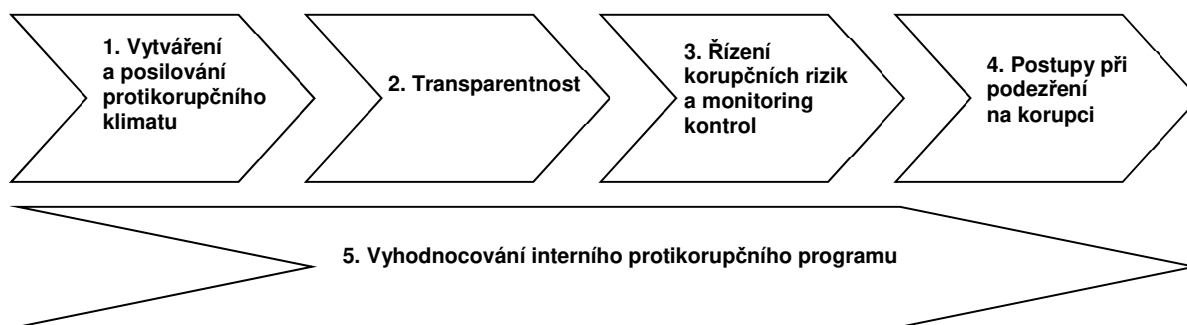 1. Vytváření
a posilování
protikorupčního
klimatu
2. Transparentnost
3. Řízení
korupčních rizik
a monitoring
kontrol
4. Postupy při
podezření
na korupci
5. Vyhodnocování interního protikorupčního programu